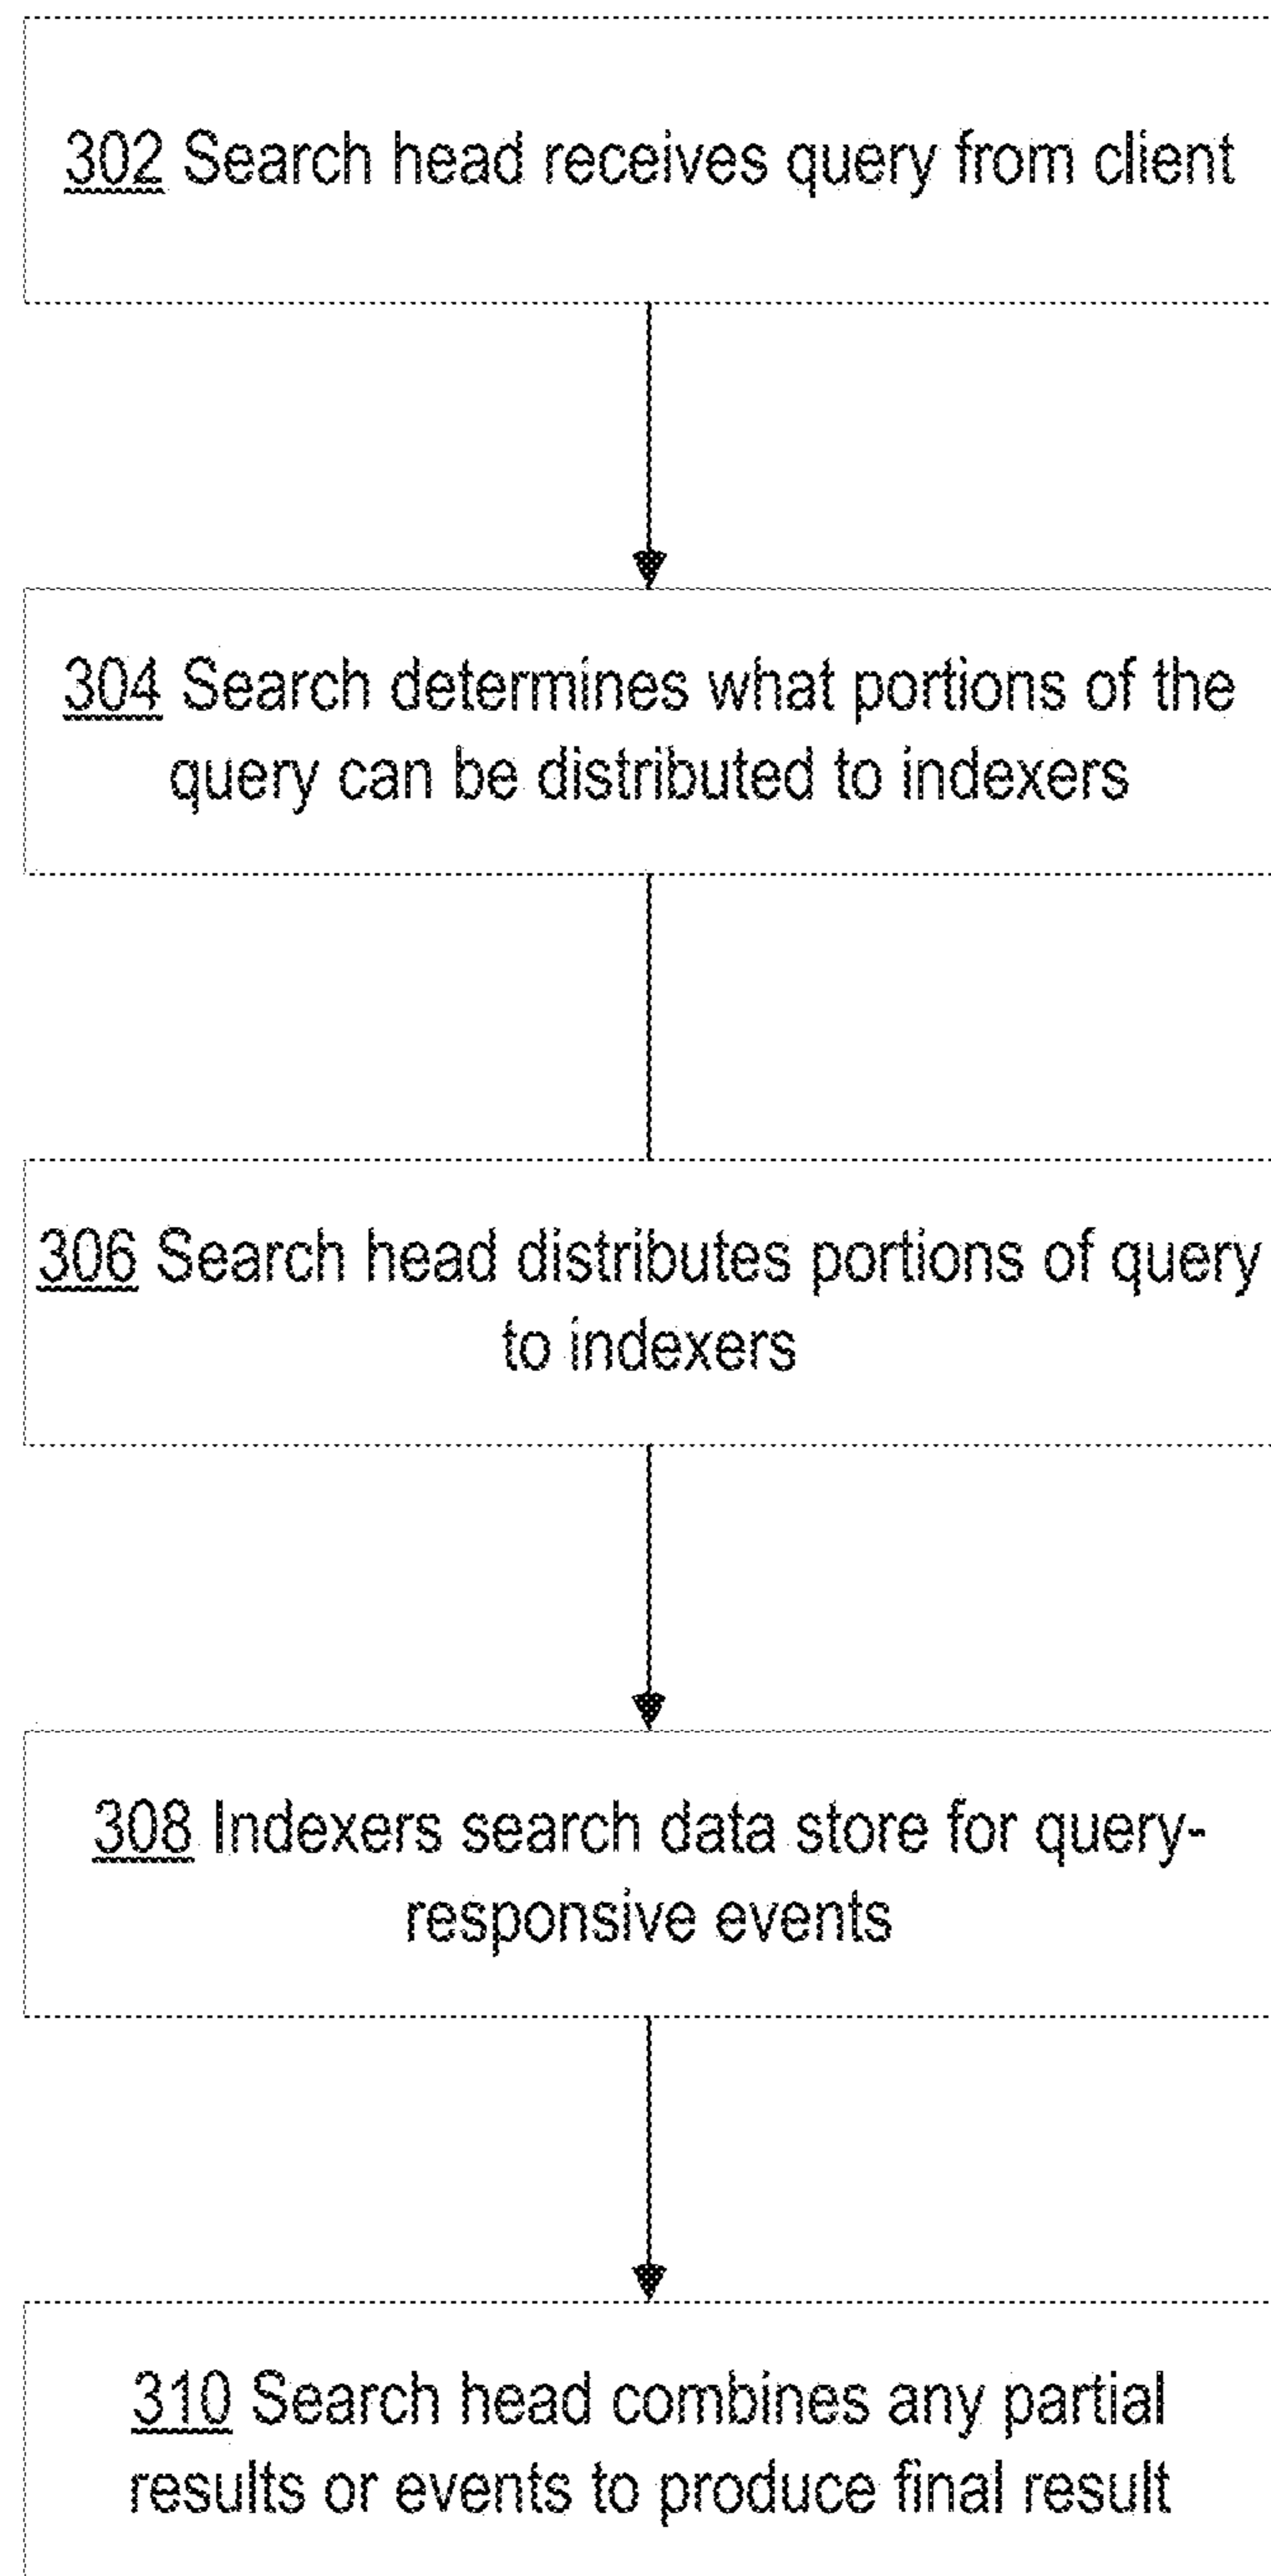 302 Search head receives query from client
304 Search determines what portions of the
query can be distributed to indexers
306 Search head distributes portions of query
to indexers
308 Indexers search data store for query-
responsive events
310 Search head combines any partial
results or events to produce final result